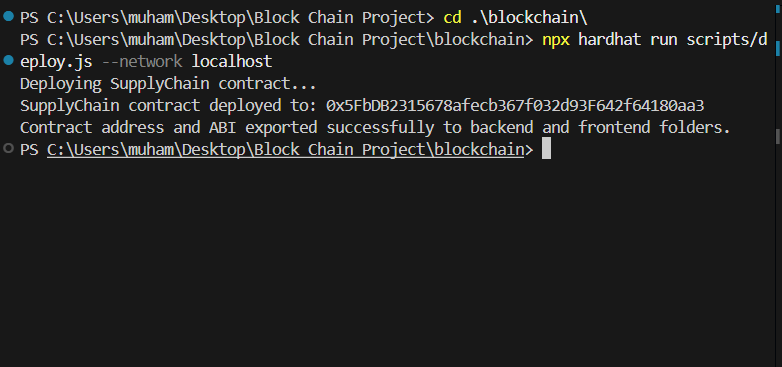 PS C:\Users\muham\Desktop\Block Chain Project> cd .\blockchain\
PS C:\Users\muham\Desktop\Block Chain Project\blockchain> npx hardhat run scripts/d
eploy.js --network localhost
Deploying SupplyChain contract...
SupplyChain contract deployed to: 0x5FbDB2315678afecb367f032d93F642f64180aa3
Contract address and ABI exported successfully to backend and frontend folders.
PS C:\Users\muham\Desktop\Block Chain Project\blockchain>